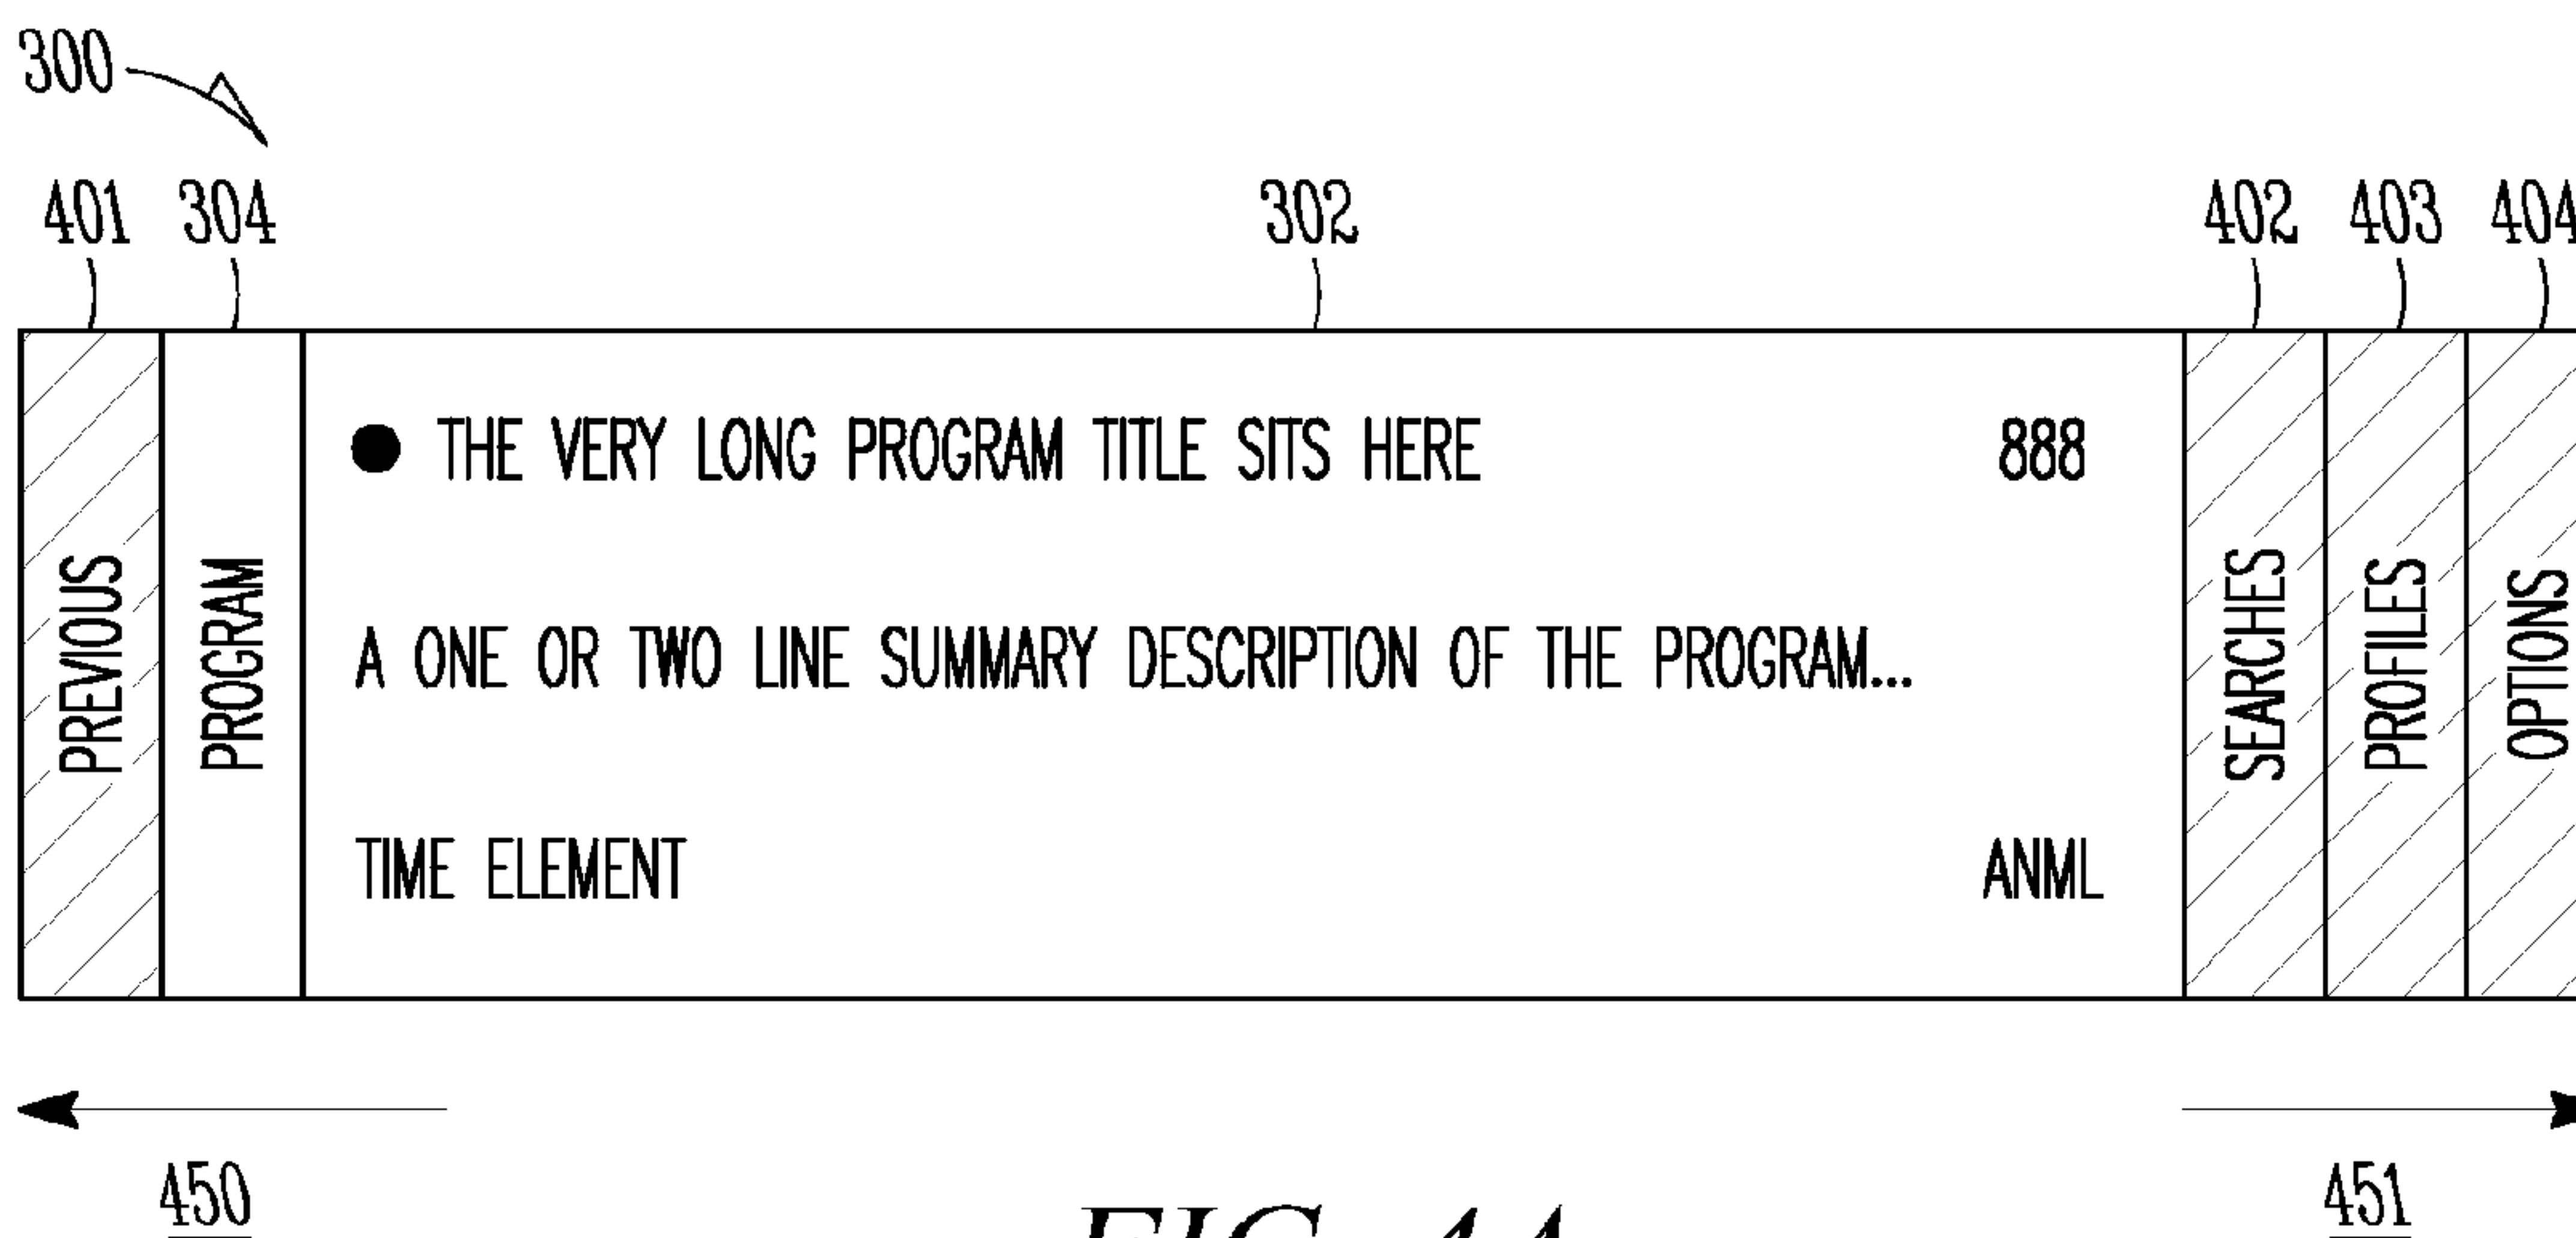 300
401 304 302 402 403 404
● THE VERY LONG PROGRAM TITLE SITS HERE 888
PREVIOUS
PROGRAM
A ONE OR TWO LINE SUMMARY DESCRIPTION OF THE PROGRAM...
SEARCHES
PROFILES
OPTIONS
TIME ELEMENT ANML
450 451